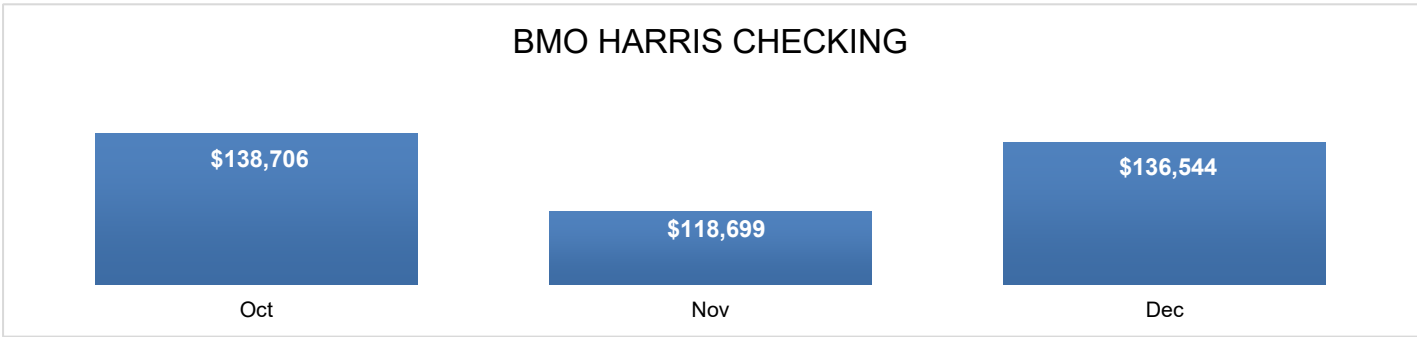 BMO HARRIS CHECKING
$138,706
$118,699
$136,544
Oct
Nov
Dec